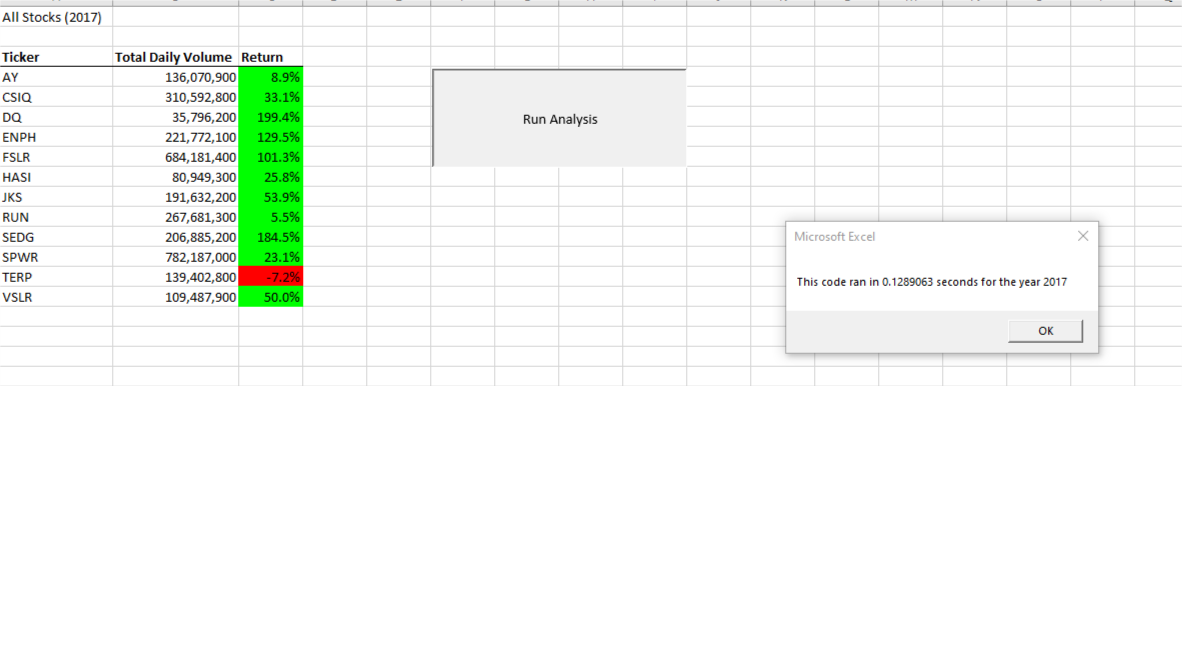 All Stocks (2017)
Ticker Total Daily Volume Return
AY 136,070,900 8.9%
CSIQ 310,592,800 33.1%
DQ 35,796,200 199.4%
ENPH 221,772,100 129.5%
FSLR 684,181,400 101.3%
HASI 80,949,300 25.8%
JKS 191,632,200 53.9%
RUN 267,681,300 5.5%
SEDG 206,885,200 184.5%
SPWR 782,187,000 23.1%
TERP 139,402,800 -7.2%
VSLR 109,487,900 50.0%
Run Analysis
Microsoft Excel
This code ran in 0.1289063 seconds for the year 2017
OK